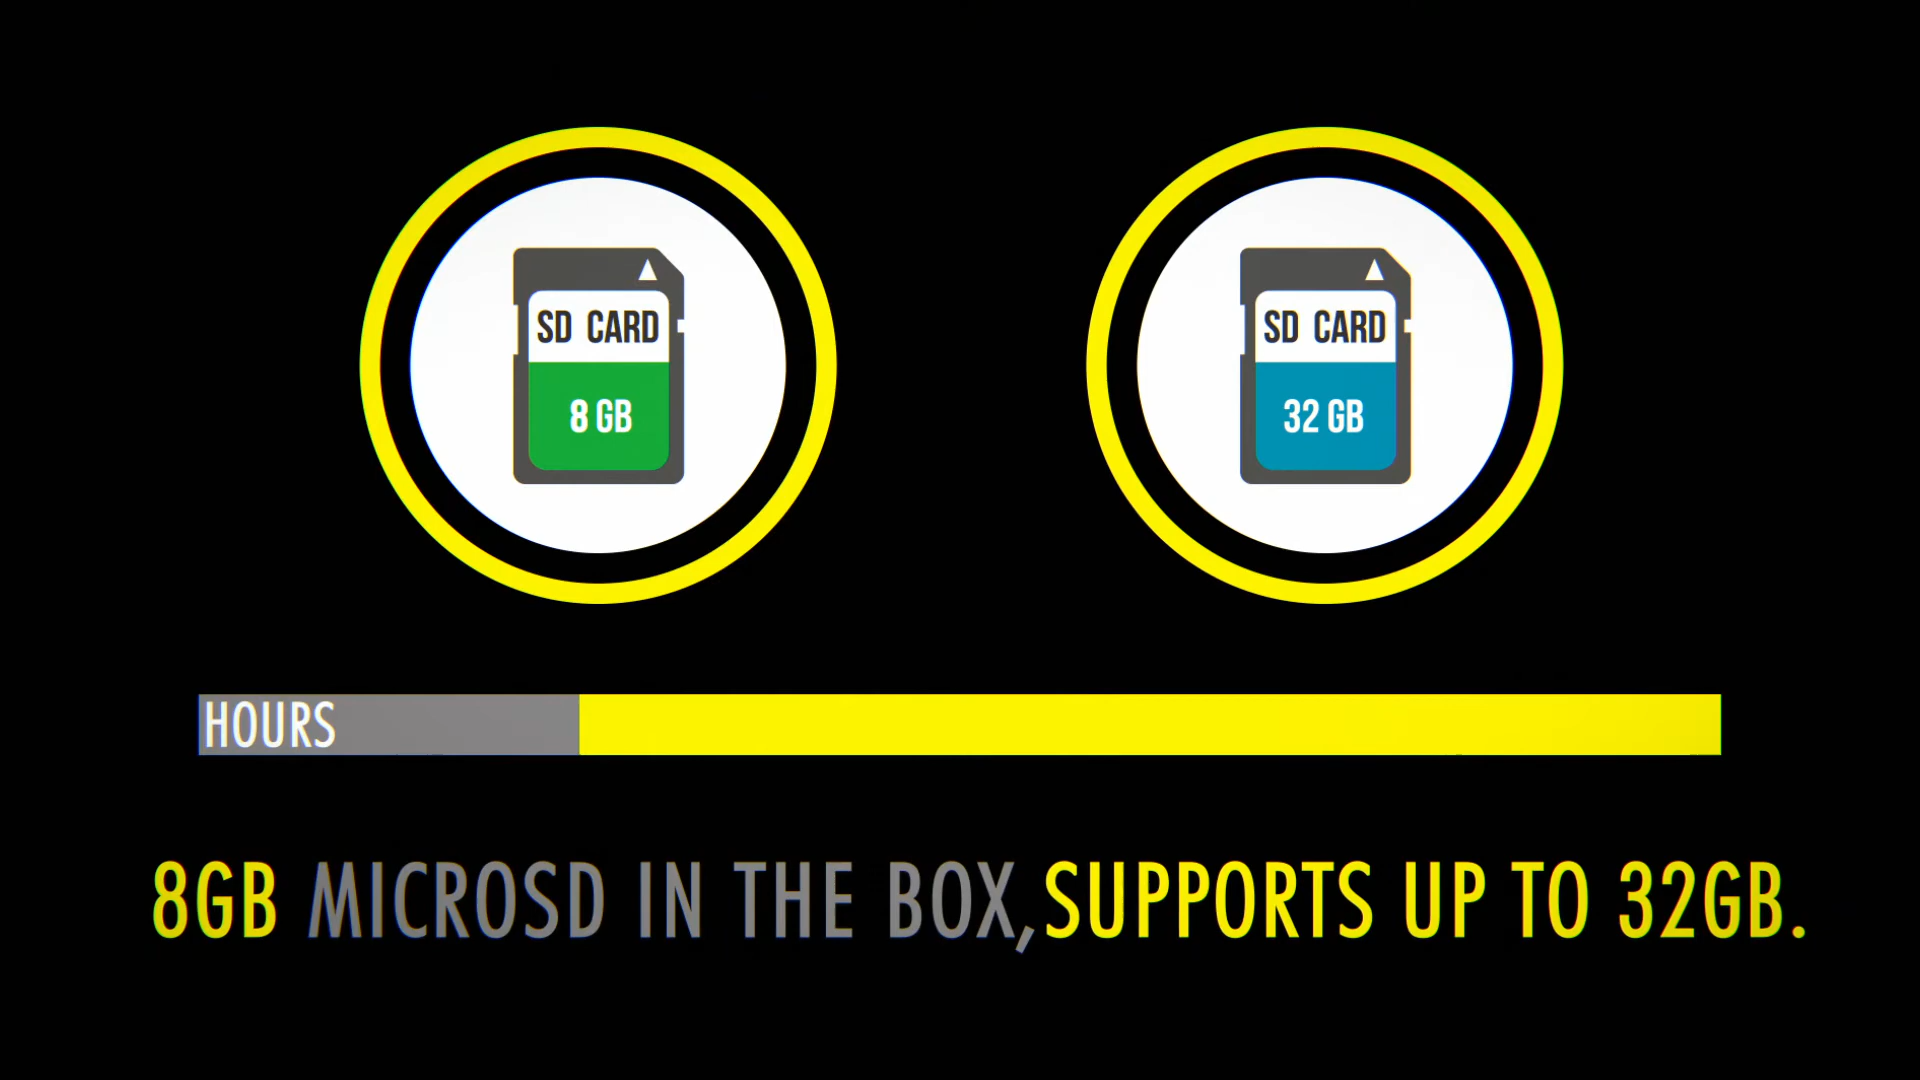 SD CARD
8 GB
SD CARD
32 GB
HOURS
8GB MICROSD IN THE BOX,SUPPORTS UP TO 32GB.